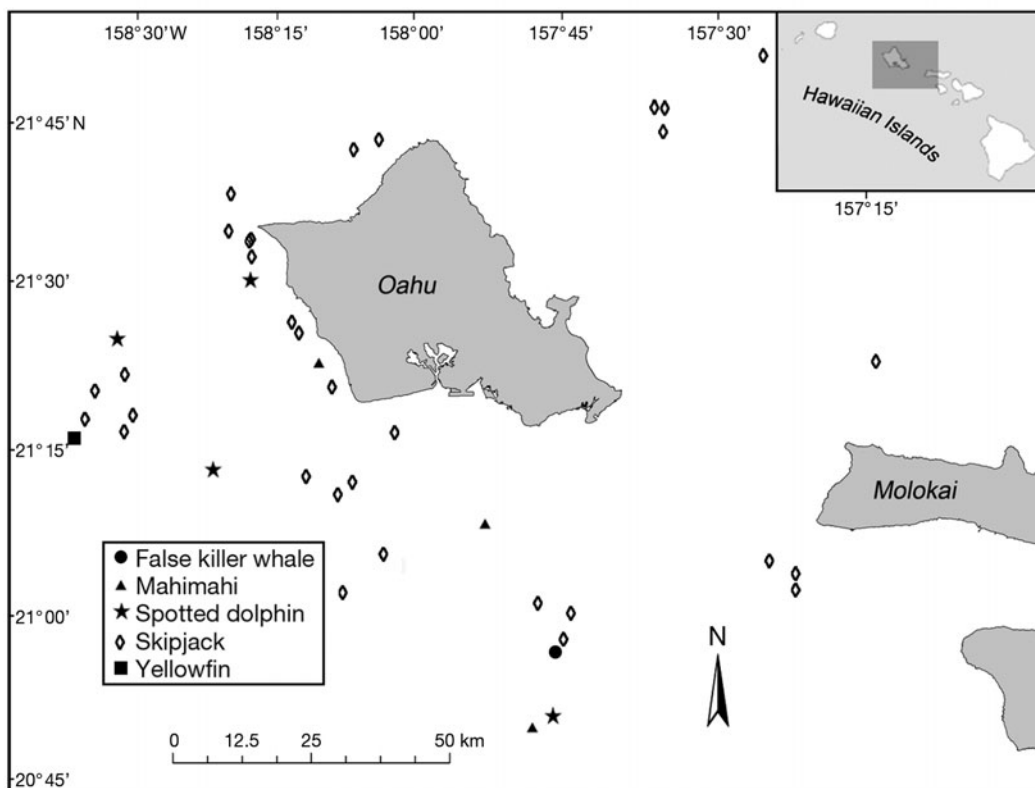 158°30'W 158°15' 158°00' 157°45' 157°30'
Hawaiian Islands
21°45' N
157°15'
21°30'
Oahu
21°15'
Molokai
False killer whale
Mahimahi
Spotted dolphin
Skipjack
Yellowfin
21°00'
N
0 12.5 25 50 km
20°45'